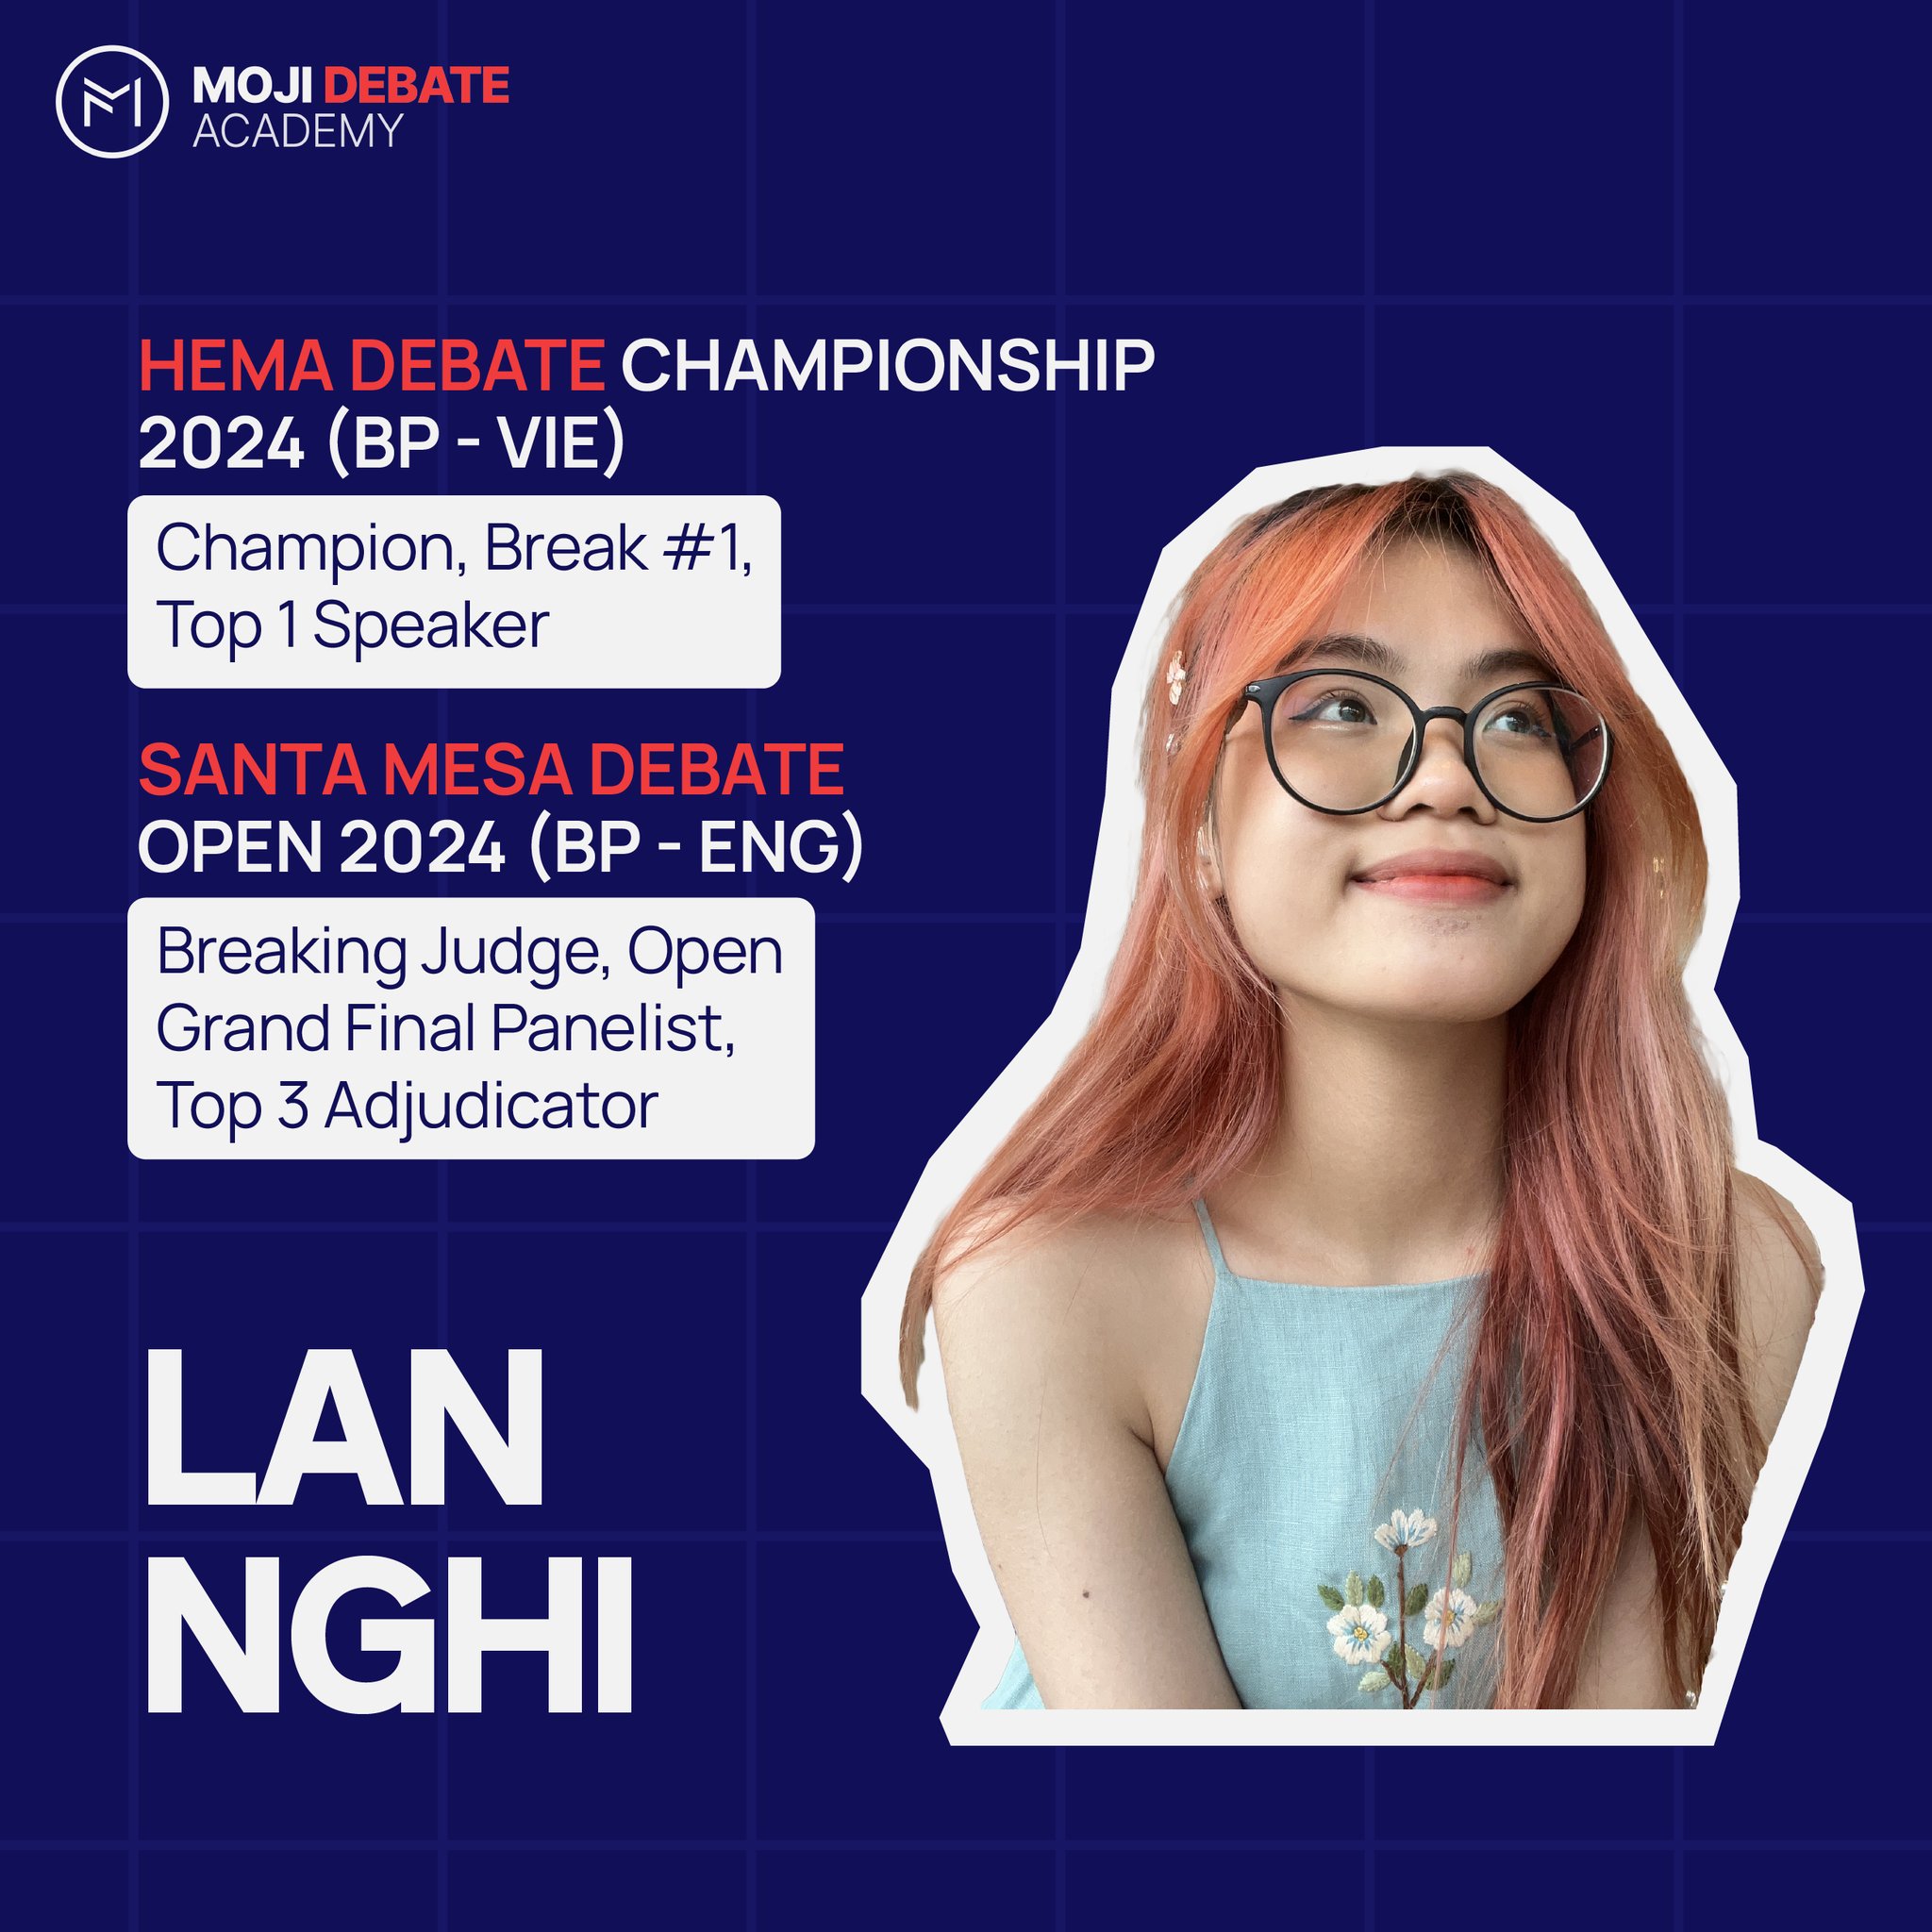 MOJI DEBATE
ACADEMY
HEMA DEBATE CHAMPIONSHIP
2024 (BP - VIE)
Champion, Break #1,
Top 1 Speaker
SANTA MESA DEBATE
OPEN 2024 (BP - ENG)
Breaking Judge, Open
Grand Final Panelist,
Top 3 Adjudicator
LAN
NGHI